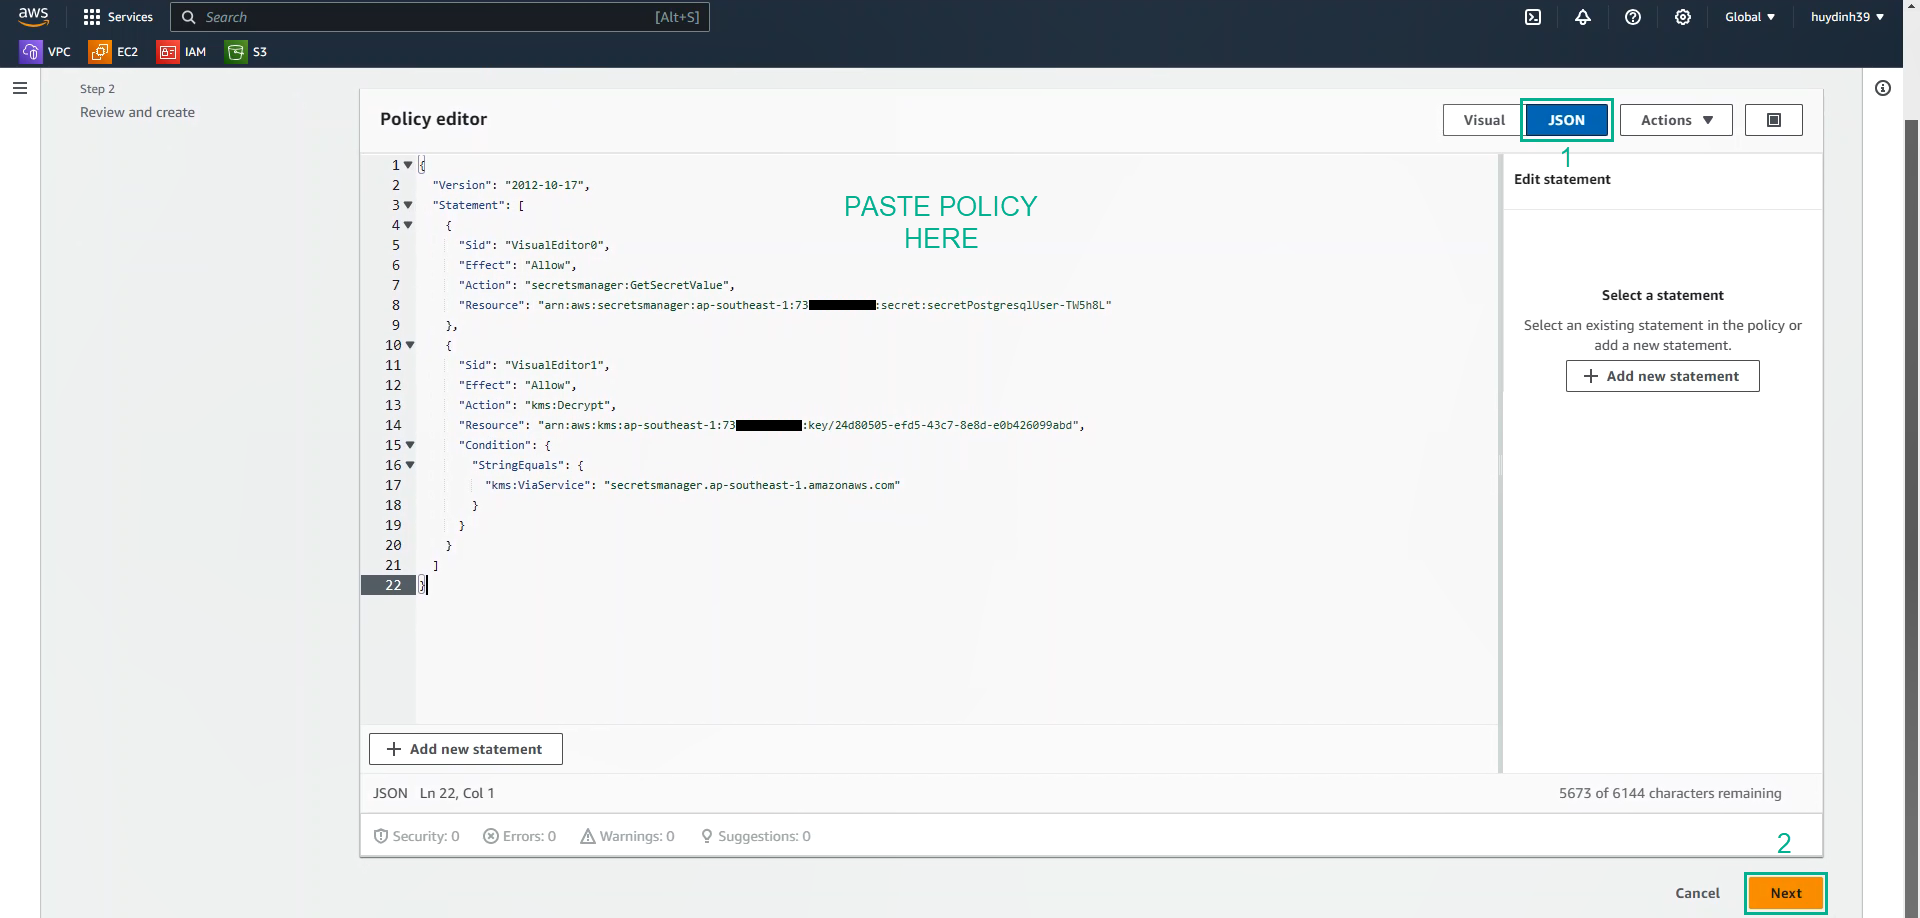 aws
Services
Search
[Alt+S]
Global
huydinh39
VPC
EC2
IAM
S3
Step 2
Review and create
Policy editor
Visual
JSON
Actions
1
PASTE POLICY
HERE
1 {
2 "Version": "2012-10-17",
3 "Statement": [
4 {
5 "Sid": "VisualEditor0",
6 "Effect": "Allow",
7 "Action": "secretsmanager:GetSecretValue",
8 "Resource": "arn:aws:secretsmanager:ap-southeast-1:73 :secret:secretPostgresqlUser-TW5h8L"
9 },
10 {
11 "Sid": "VisualEditor1",
12 "Effect": "Allow",
13 "Action": "kms:Decrypt",
14 "Resource": "arn:aws:kms:ap-southeast-1:73 :key/24d80505-efd5-43c7-8e8d-e0b426099abd",
15 "Condition": {
16 "StringEquals": {
17 "kms:ViaService": "secretsmanager.ap-southeast-1.amazonaws.com"
18 }
19 }
20 }
21 ]
22 }
Edit statement
Select a statement
Select an existing statement in the policy or
add a new statement.
+ Add new statement
+ Add new statement
JSON Ln 22, Col 1
5673 of 6144 characters remaining
Security: 0
Errors: 0
Warnings: 0
Suggestions: 0
2
Cancel
Next